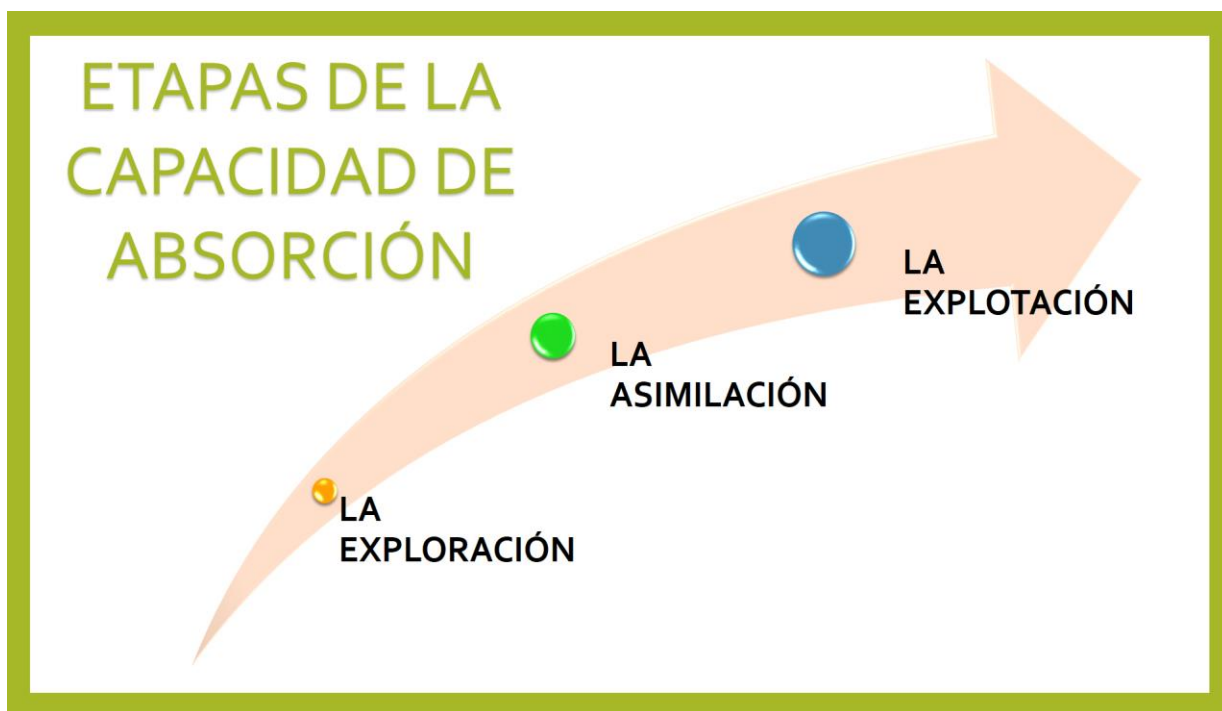 ETAPAS DE LA
CAPACIDAD DE
ABSORCIÓN
LA
EXPLORACIÓN
LA
ASIMILACIÓN
LA
EXPLOTACIÓN